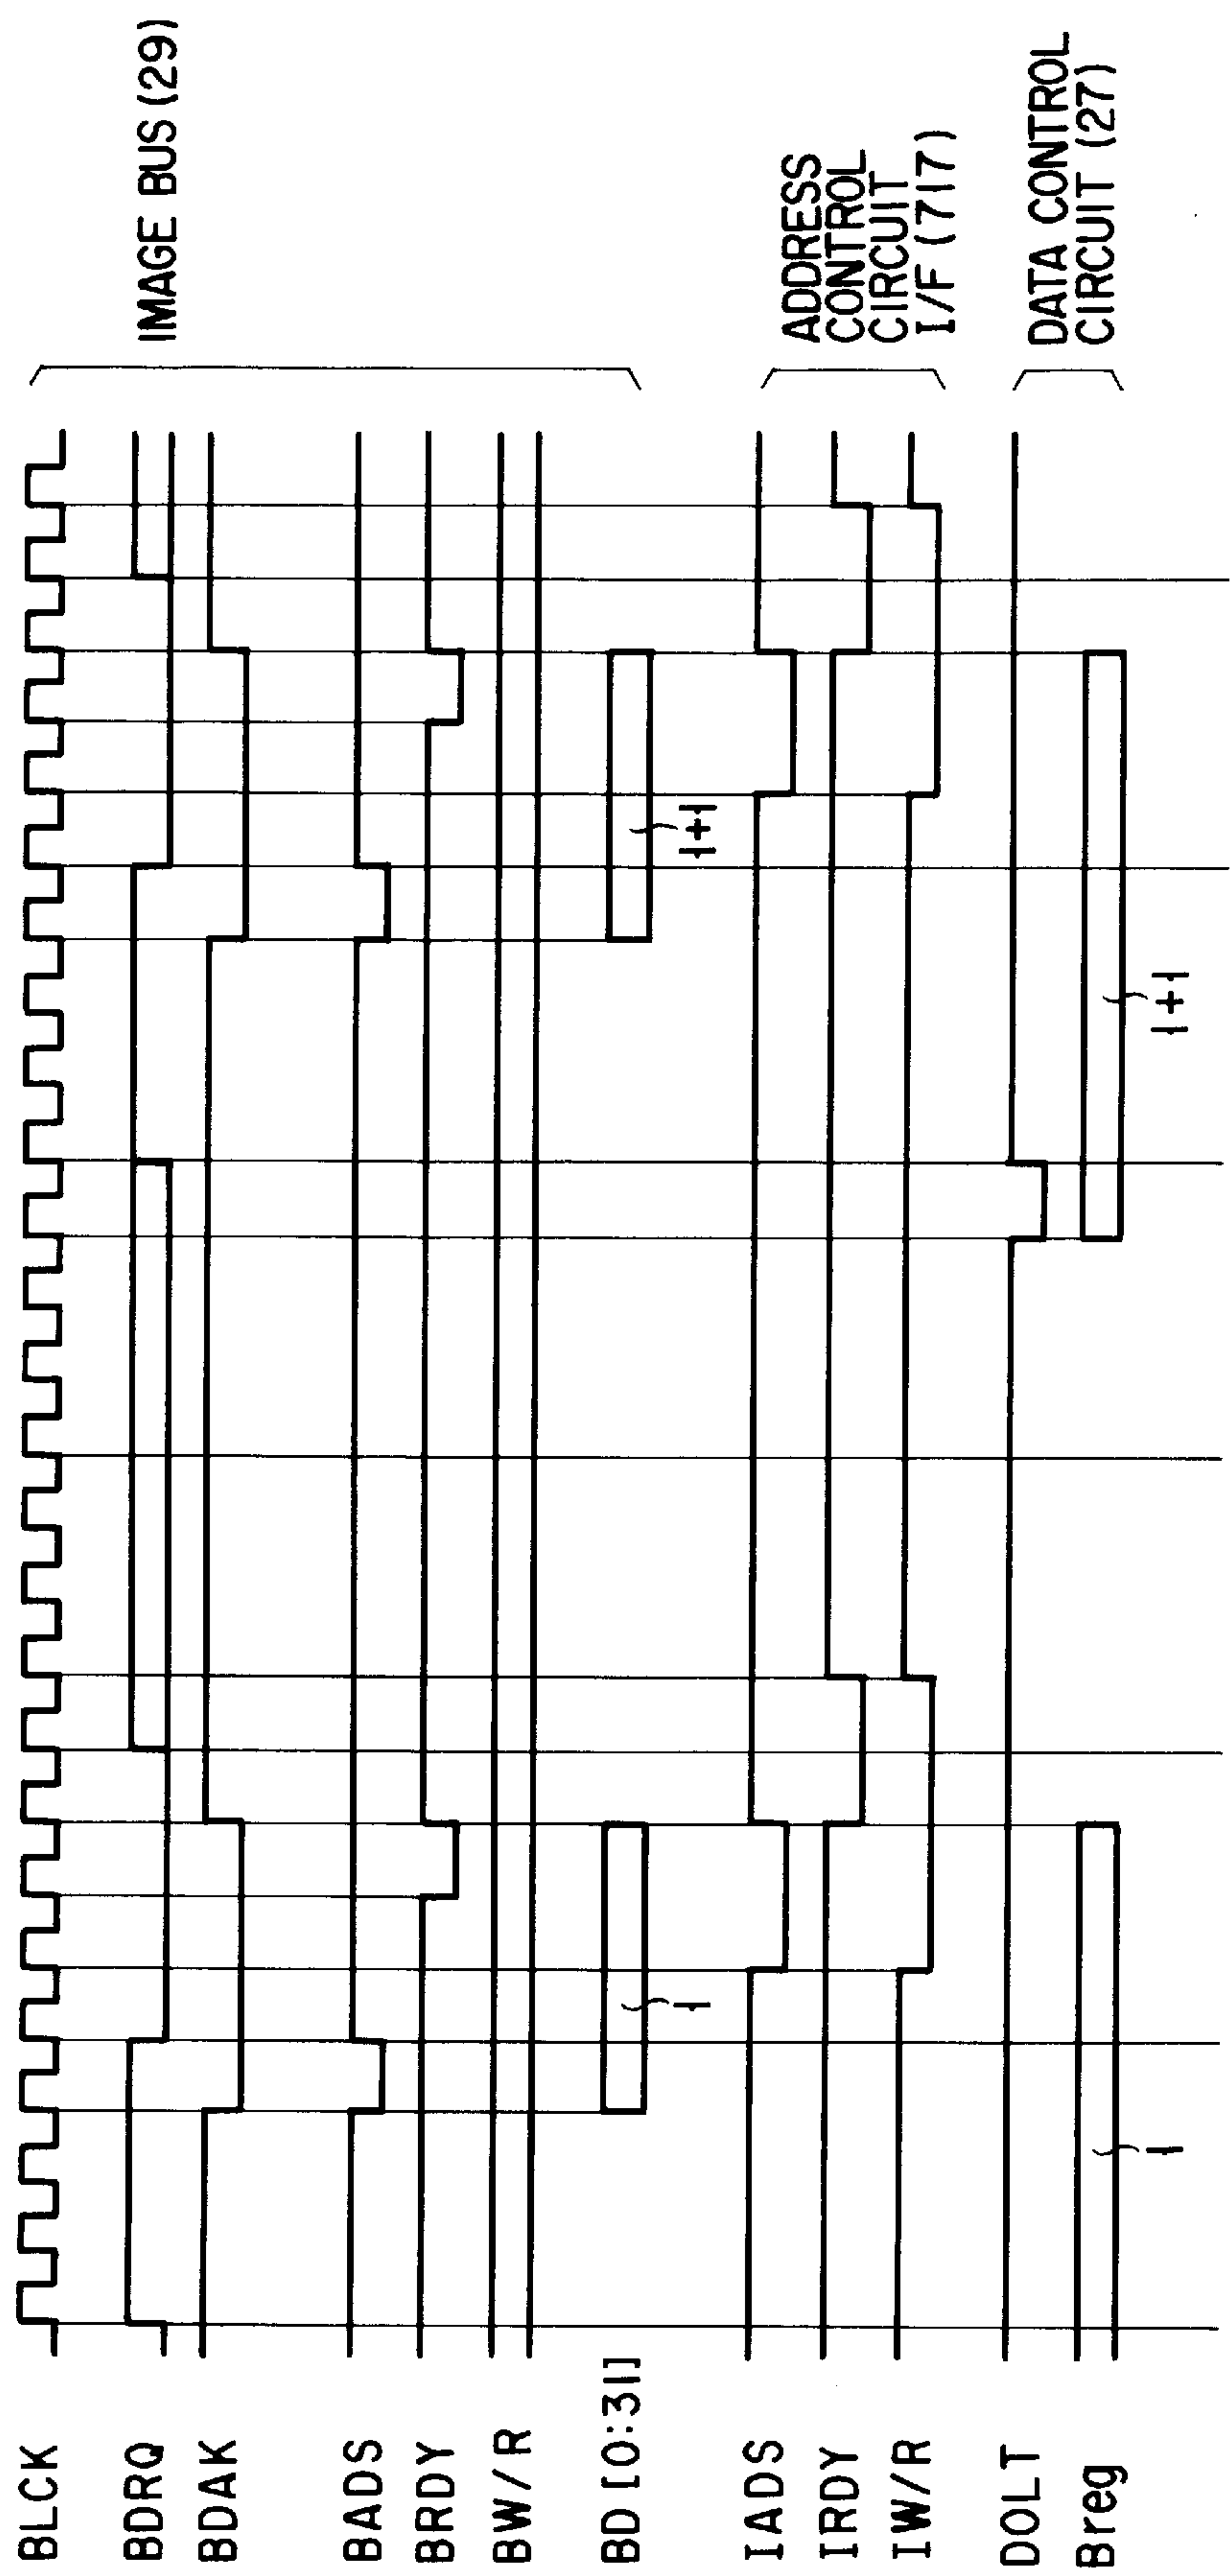 BLCK
BDRQ
BDAK
BADS
BRDY
BW/R
BD [0:31]
IADS
IRDY
IW/R
DOLT
Breg
I
I+1
I
I+1
IMAGE BUS (29)
ADDRESS
CONTROL
CIRCUIT
I/F (717)
DATA CONTROL
CIRCUIT (27)